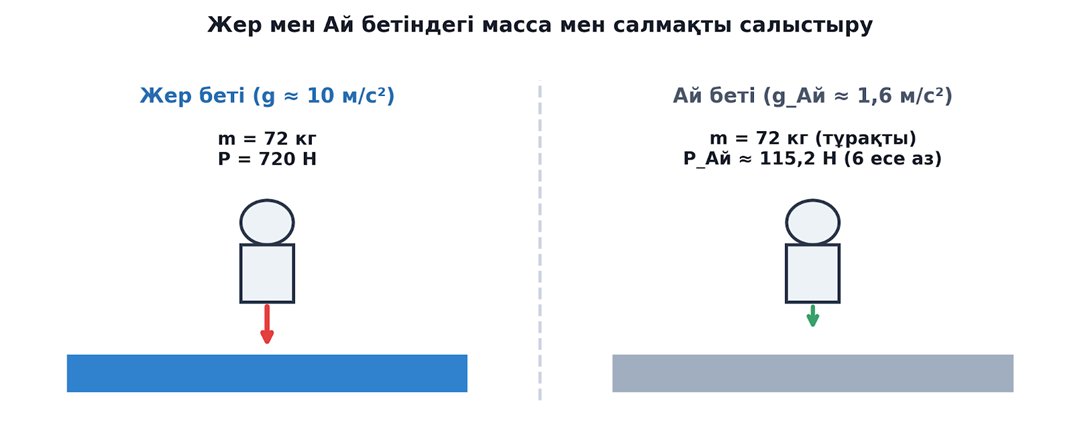 Жер мен Ай бетіндегі масса мен салмақты салыстыру
Жер беті (g ≈ 10 м/с²)
m = 72 кг
P = 720 Н
Ай беті (g_Ай ≈ 1,6 м/с²)
m = 72 кг (тұрақты)
P_Ай ≈ 115,2 Н (6 есе аз)